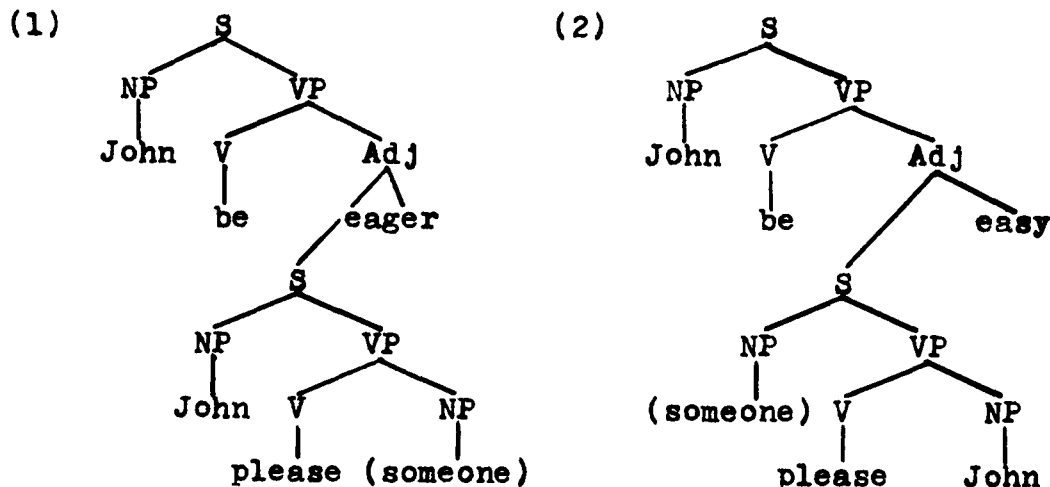 (1) S (2) S
NP VP NP VP
John V Adj John V Adj
be eager be easy
S S
NP VP NP VP
John V NP (someone) V NP
please (someone) please John